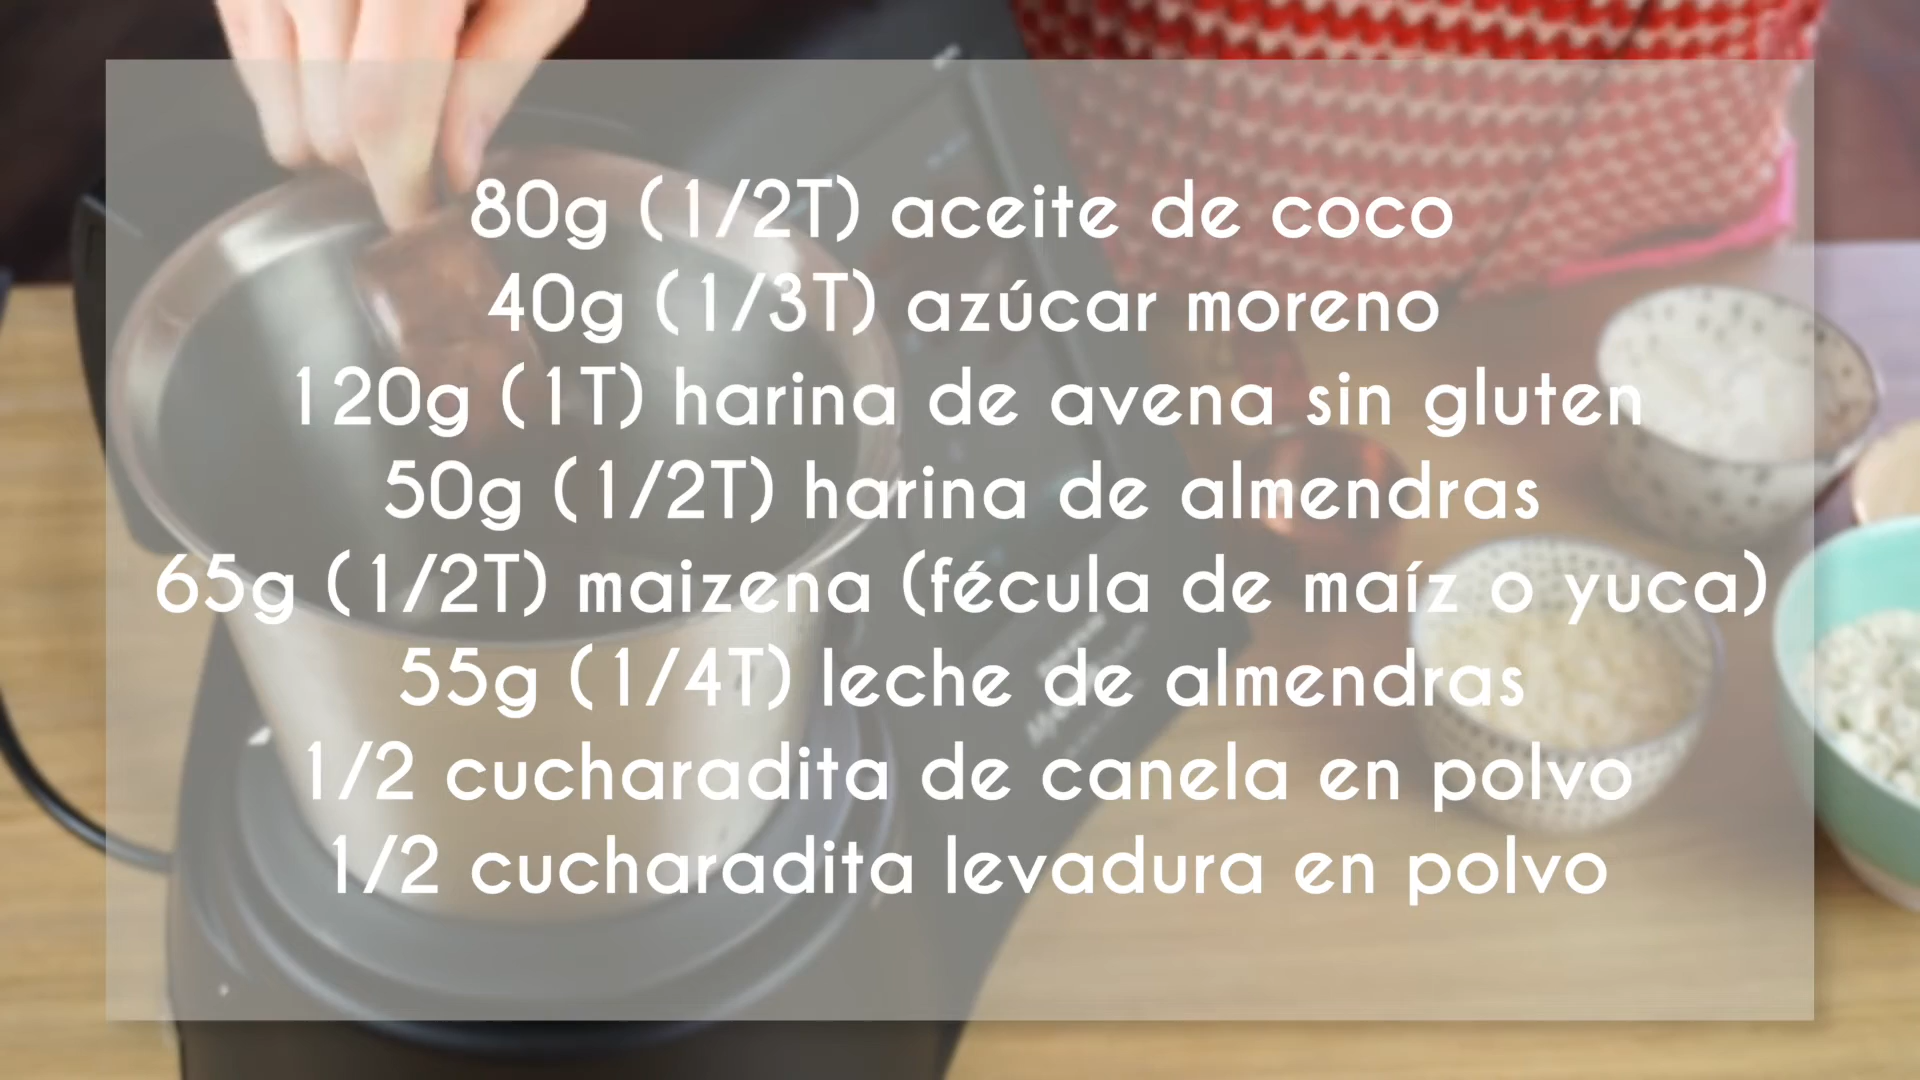 80g (1/2T) aceite de coco
40g (1/3T) azúcar moreno
120g (1T) harina de avena sin gluten
50g (1/2T) harina de almendras
65g (1/2T) maizena (fécula de maíz o yuca)
55g (1/4T) leche de almendras
1/2 cucharadita de canela en polvo
1/2 cucharadita levadura en polvo